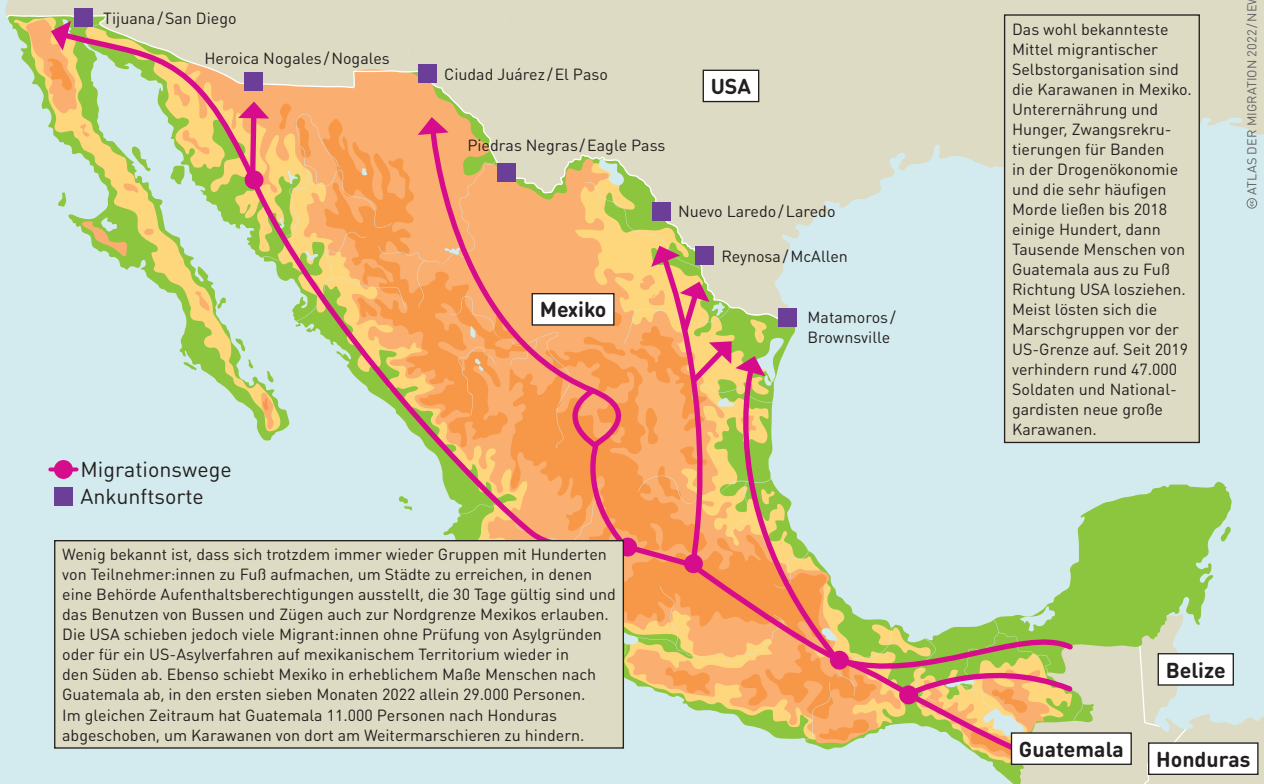 Tijuana/San Diego
Heroica Nogales/Nogales
Ciudad Juárez/El Paso
USA
Piedras Negras/Eagle Pass
Nuevo Laredo/Laredo
Reynosa/McAllen
Mexiko
Matamoros/
Brownsville
Das wohl bekannteste
Mittel migrantischer
Selbstorganisation sind
die Karawanen in Mexiko.
Unterernährung und
Hunger, Zwangsrekru-
tierungen für Banden
in der Drogenökonomie
und die sehr häufigen
Morde ließen bis 2018
einige Hundert, dann
Tausende Menschen von
Guatemala aus zu Fuß
Richtung USA losziehen.
Meist lösten sich die
Marschgruppen vor der
US-Grenze auf. Seit 2019
verhindern rund 47.000
Soldaten und National-
gardisten neue große
Karawanen.
© ATLAS DER MIGRATION 2022/
Migrationswege
Ankunftsorte
Wenig bekannt ist, dass sich trotzdem immer wieder Gruppen mit Hunderten
von Teilnehmer:innen zu Fuß aufmachen, um Städte zu erreichen, in denen
eine Behörde Aufenthaltsberechtigungen ausstellt, die 30 Tage gültig sind und
das Benutzen von Bussen und Zügen auch zur Nordgrenze Mexikos erlauben.
Die USA schieben jedoch viele Migrant:innen ohne Prüfung von Asylgründen
oder für ein US-Asylverfahren auf mexikanischem Territorium wieder in
den Süden ab. Ebenso schiebt Mexiko in erheblichem Maße Menschen nach
Guatemala ab, in den ersten sieben Monaten 2022 allein 29.000 Personen.
Im gleichen Zeitraum hat Guatemala 11.000 Personen nach Honduras
abgeschoben, um Karawanen von dort am Weitermarschieren zu hindern.
Belize
Guatemala
Honduras